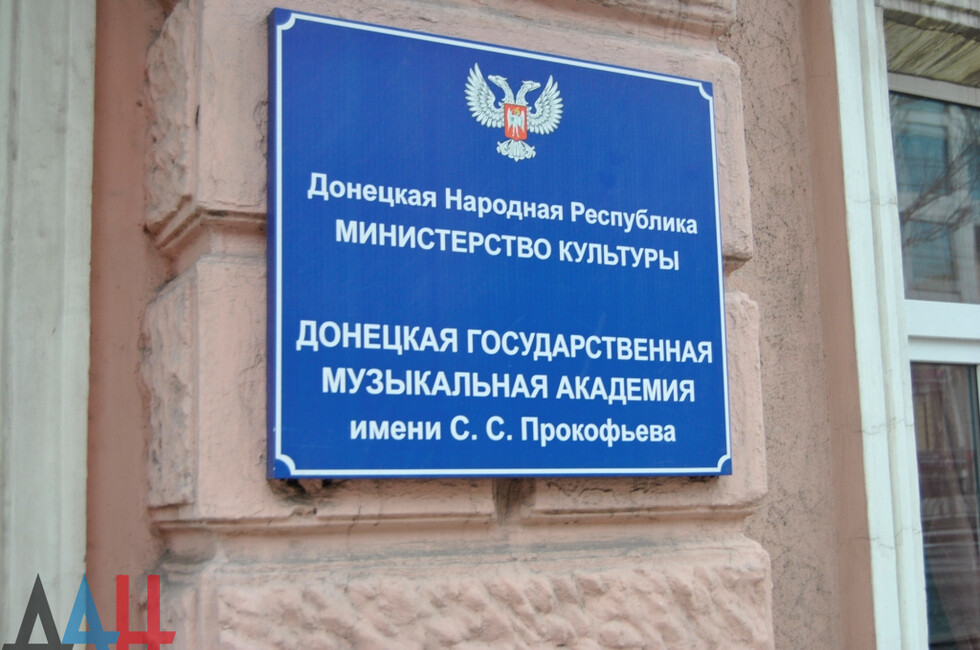 Донецкая Народная Республика
МИНИСТЕРСТВО КУЛЬТУРЫ
ДОНЕЦКАЯ ГОСУДАРСТВЕННАЯ
МУЗЫКАЛЬНАЯ АКАДЕМИЯ
имени С. С. Прокофьева
ДАН